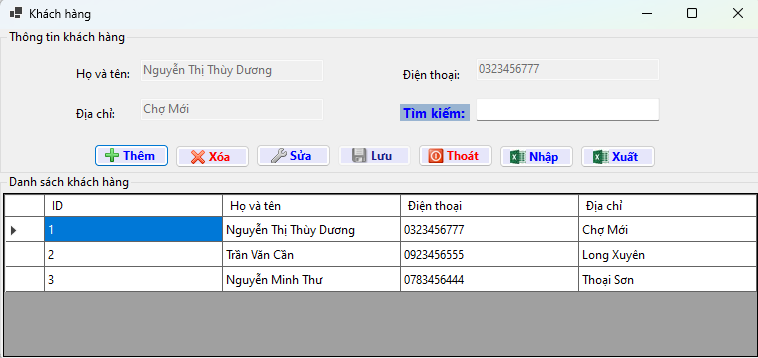 Khách hàng
Thông tin khách hàng
Họ và tên: Nguyễn Thị Thùy Dương Điện thoại: 0323456777
Địa chỉ: Chợ Mới Tìm kiếm:
Thêm Xóa Sửa Lưu Thoát Nhập Xuất
Danh sách khách hàng
ID Họ và tên Điện thoại Địa chỉ
1 Nguyễn Thị Thùy Dương 0323456777 Chợ Mới
2 Trần Văn Cần 0923456555 Long Xuyên
3 Nguyễn Minh Thư 0783456444 Thoại Sơn